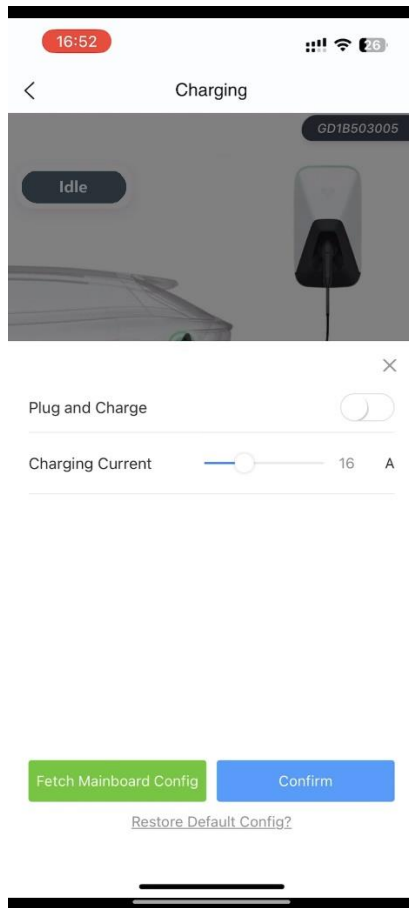 16:52
26
Charging
GD1B503005
Idle
Plug and Charge
Charging Current 16 A
Fetch Mainboard Config
Confirm
Restore Default Config?